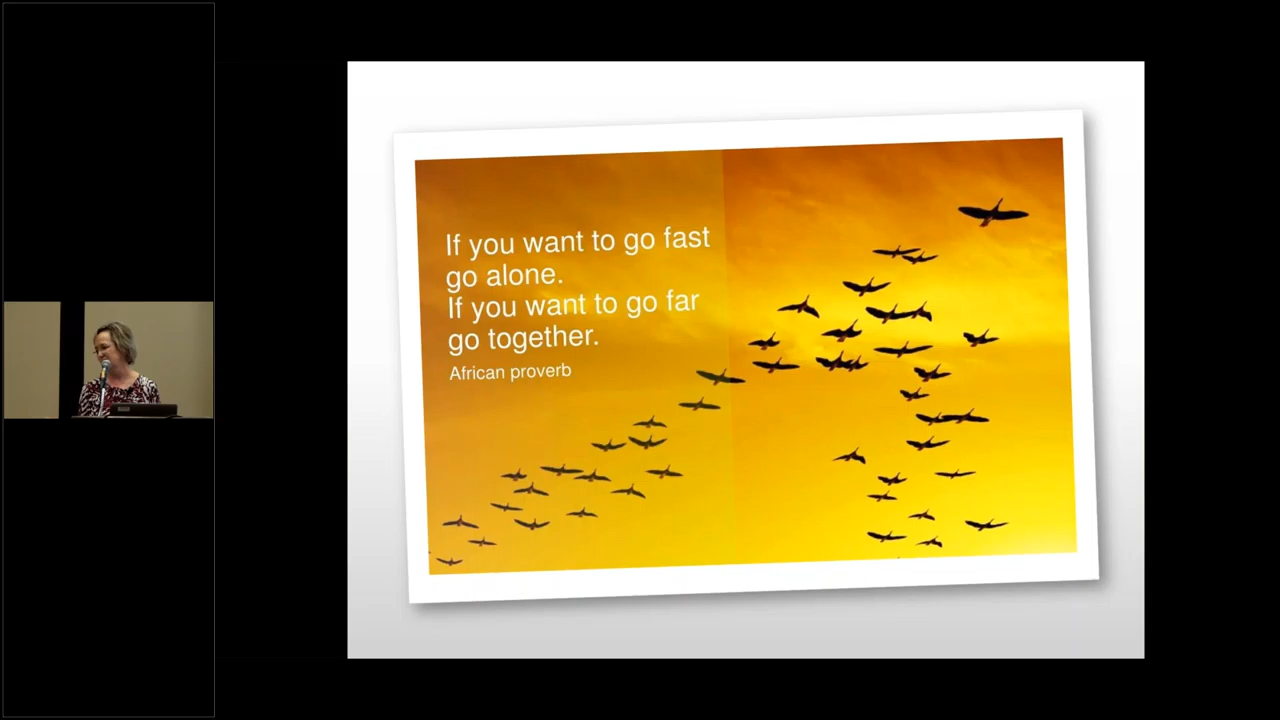 If you want to go fast
go alone.
If you want to go far
go together.
African proverb